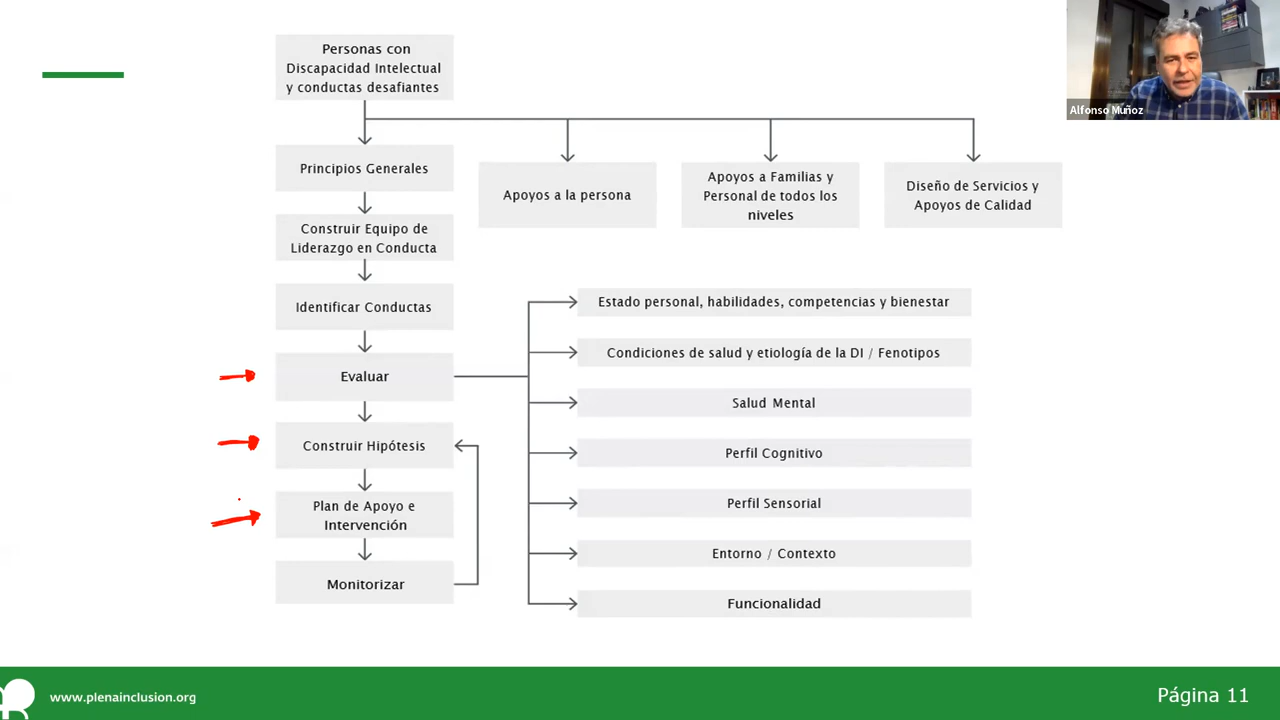 Personas con
Discapacidad Intelectual
y conductas desafiantes
Alfonso Muñoz
Principios Generales
Apoyos a la persona
Apoyos a Familias y
Personal de todos los
niveles
Diseño de Servicios y
Apoyos de Calidad
Construir Equipo de
Liderazgo en Conducta
Identificar Conductas
Evaluar
Construir Hipótesis
Plan de Apoyo e
Intervención
Monitorizar
Estado personal, habilidades, competencias y bienestar
Condiciones de salud y etiología de la DI / Fenotipos
Salud Mental
Perfil Cognitivo
Perfil Sensorial
Entorno / Contexto
Funcionalidad
www.plenainclusion.org
Página 11